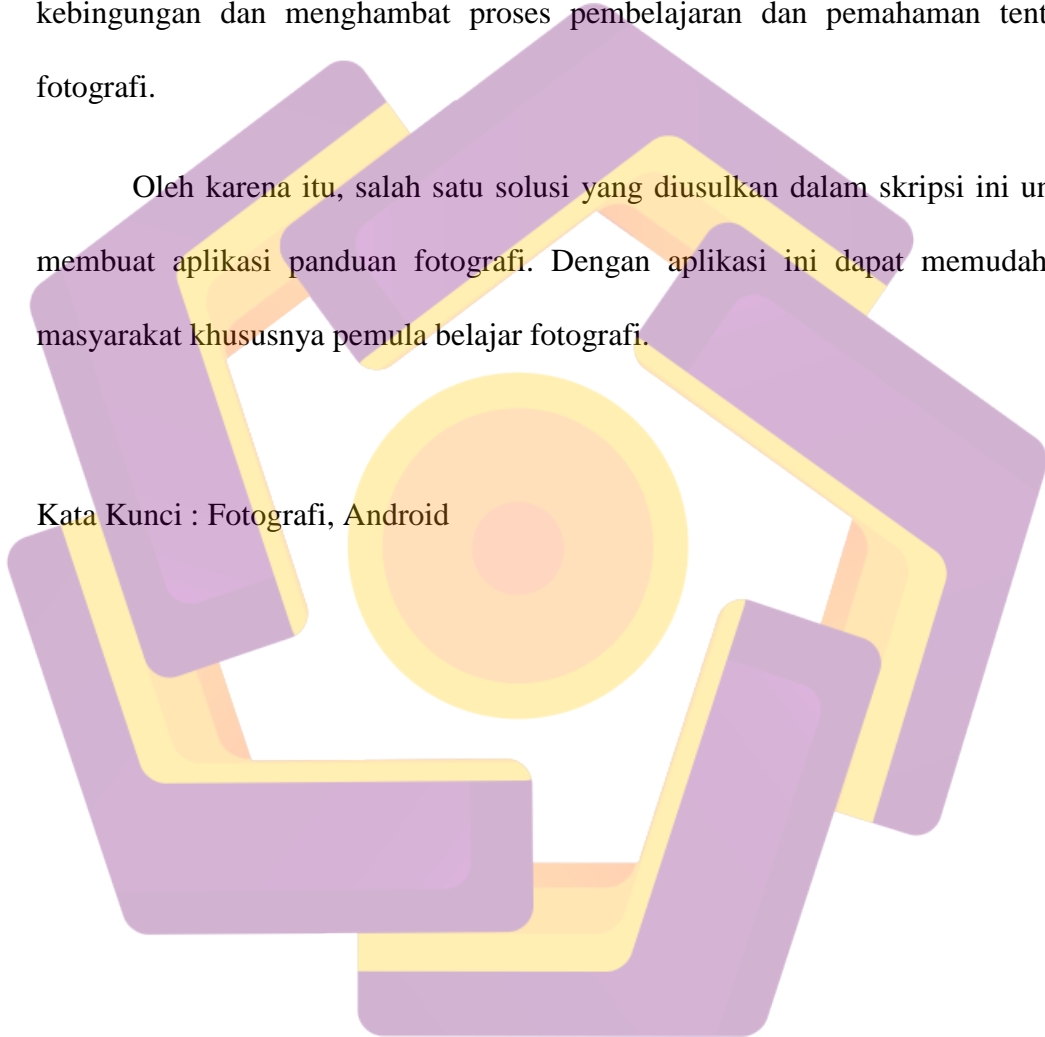 kebingungan dan menghambat proses pembelajaran dan pemahaman tent
fotografi.
Oleh karena itu, salah satu solusi yang diusulkan dalam skripsi ini un
membuat aplikasi panduan fotografi. Dengan aplikasi ini dapat memudah
masyarakat khususnya pemula belajar fotografi.
Kata Kunci : Fotografi, Android